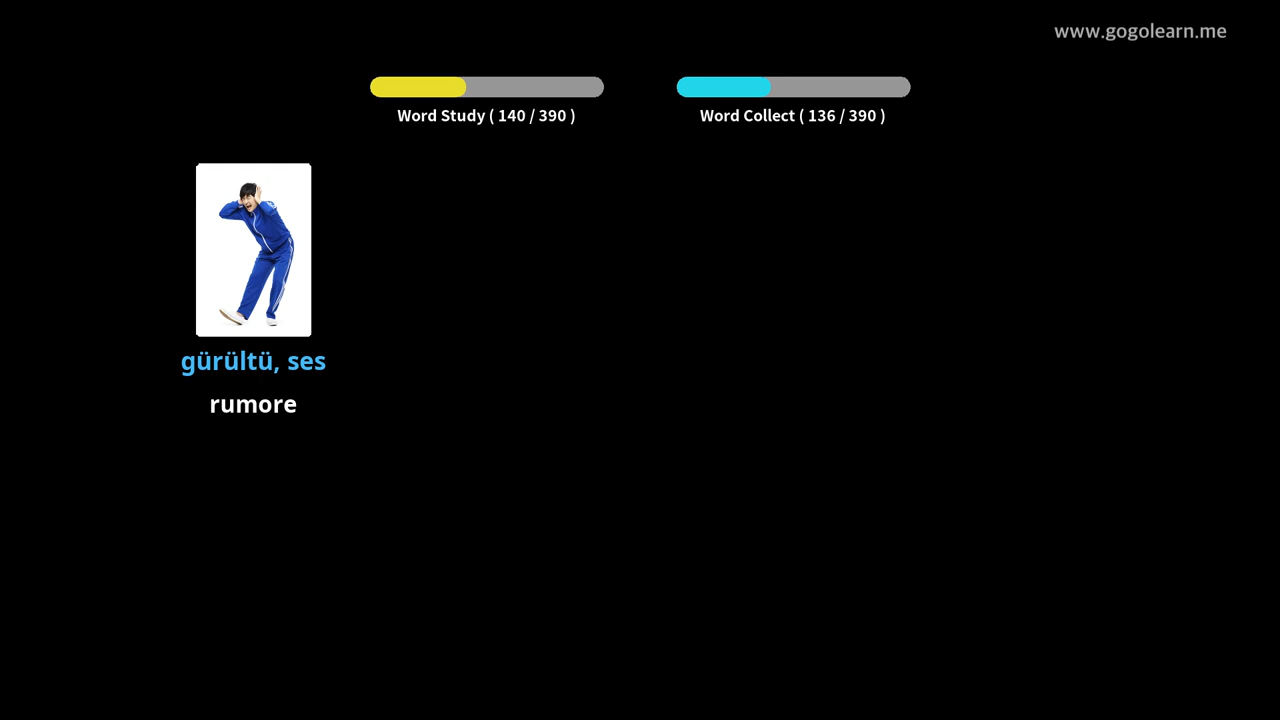 www.gogolearn.me
Word Study ( 140 / 390 )
Word Collect ( 136 / 390 )
gürültü, ses
rumore